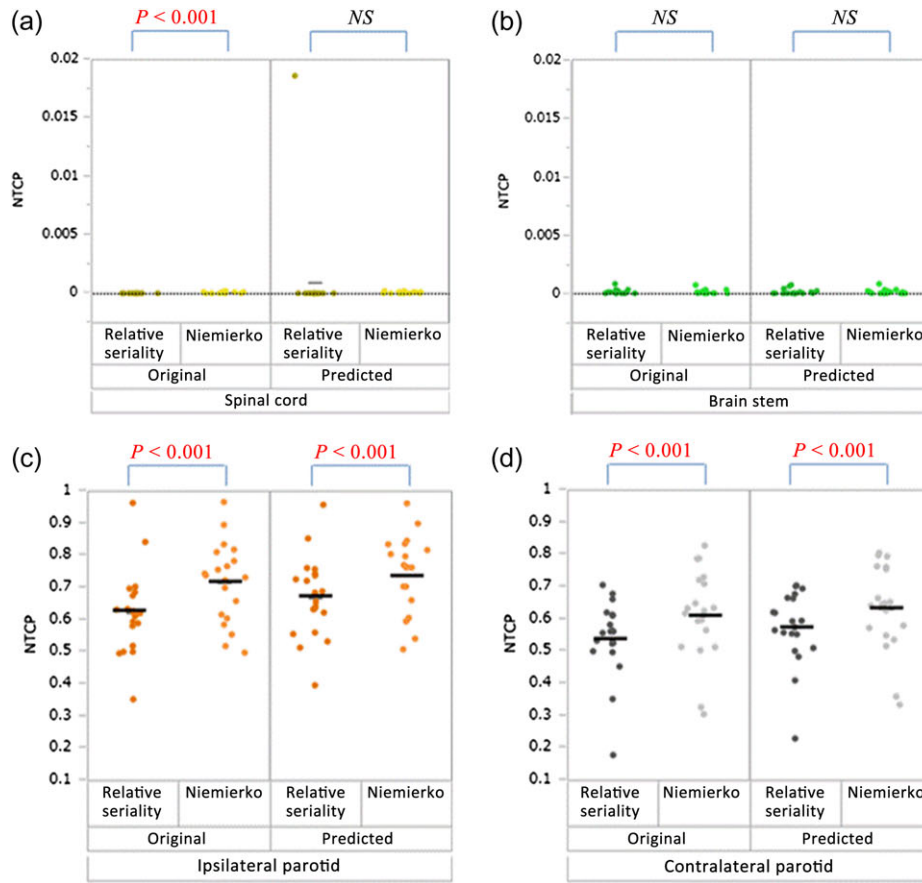 (a)
P < 0.001
NS
NTCP
0.02
0.015
0.01
0.005
0
Relative seriality
Niemierko
Relative seriality
Niemierko
Original
Predicted
Spinal cord
(b)
NS
NS
NTCP
0.02
0.015
0.01
0.005
0
Relative seriality
Niemierko
Relative seriality
Niemierko
Original
Predicted
Brain stem
(c)
P < 0.001
P < 0.001
NTCP
1
0.9
0.8
0.7
0.6
0.5
0.4
0.3
0.2
0.1
Relative seriality
Niemierko
Relative seriality
Niemierko
Original
Predicted
Ipsilateral parotid
(d)
P < 0.001
P < 0.001
NTCP
1
0.9
0.8
0.7
0.6
0.5
0.4
0.3
0.2
0.1
Relative seriality
Niemierko
Relative seriality
Niemierko
Original
Predicted
Contralateral parotid